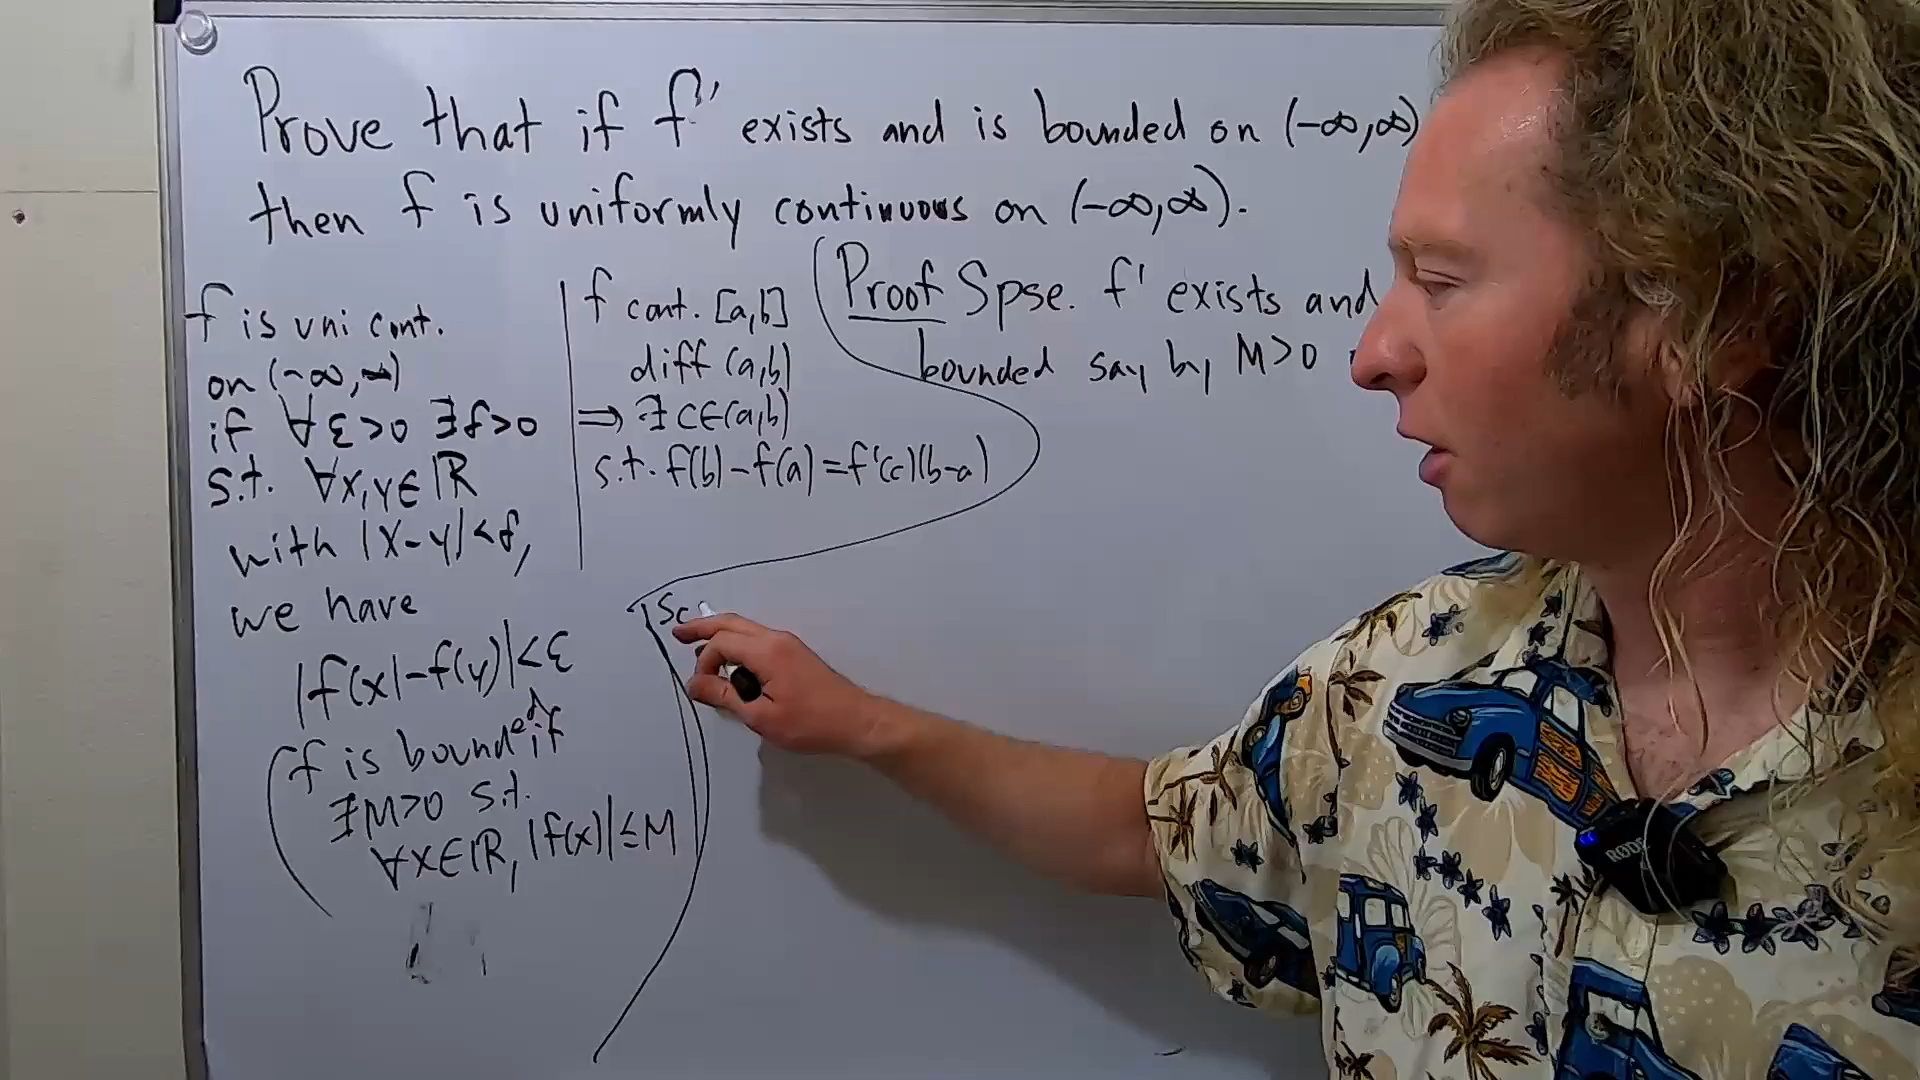 Prove that if f' exists and is bounded on (-∞,∞)
then f is uniformly continuous on (-∞,∞).
f is uni cont.
on (-∞,∞)
if ∀ε>0 ∃δ>0
s.t. ∀x,y∈ℝ
with |x-y|<δ,
we have
|f(x)-f(y)|<ε
f is bounded if
∃M>0 s.t.
∀x∈ℝ, |f(x)|≤M
f cont. [a,b]
diff (a,b)
⇒ ∃c∈(a,b)
s.t. f(b)-f(a)=f'(c)(b-a)
Proof Spse. f' exists and
bounded say by M>0
RØDE